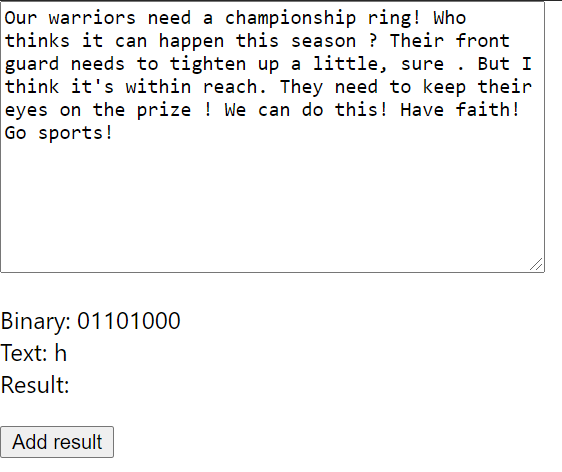 Our warriors need a championship ring! Who
thinks it can happen this season ? Their front
guard needs to tighten up a little, sure . But I
think it's within reach. They need to keep their
eyes on the prize ! We can do this! Have faith!
Go sports!
Binary: 01101000
Text: h
Result:
Add result